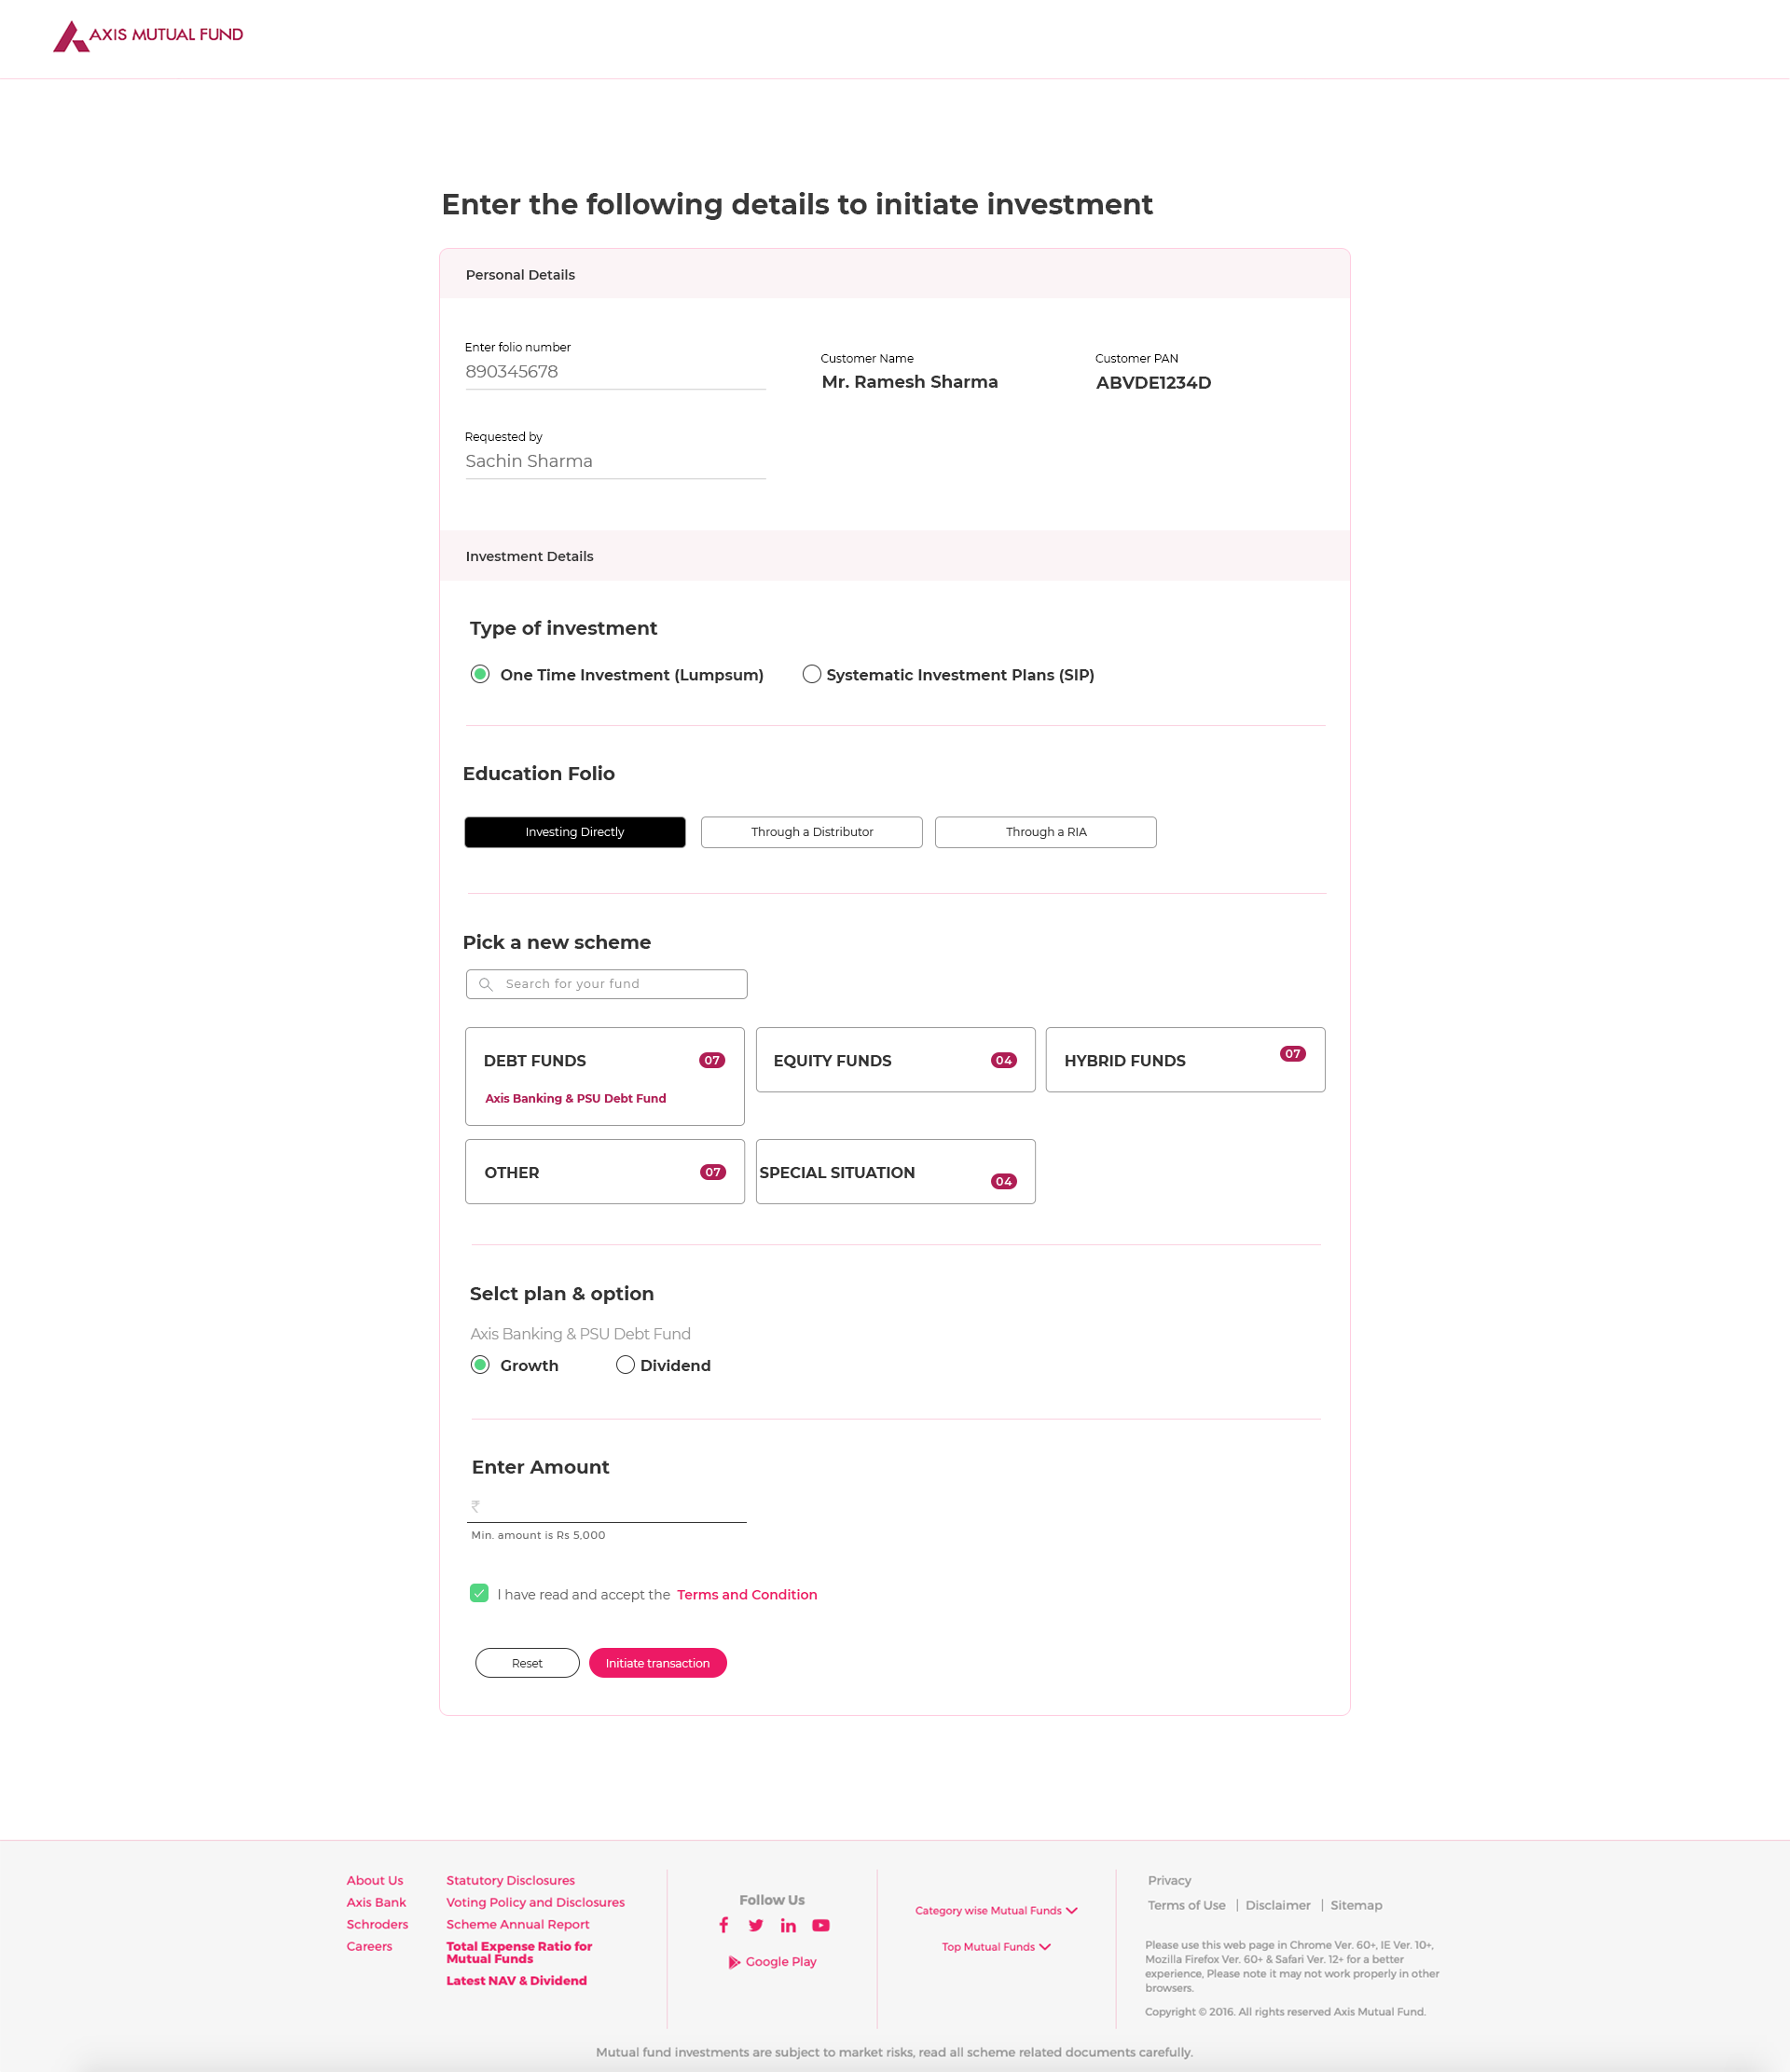 AXIS MUTUAL FUND
Enter the following details to initiate investment
Personal Details
Enter folio number
890345678
Customer Name
Mr. Ramesh Sharma
Customer PAN
ABVDE1234D
Requested by
Sachin Sharma
Investment Details
Type of investment
One Time Investment (Lumpsum)
Systematic Investment Plans (SIP)
Education Folio
Investing Directly
Through a Distributor
Through a RIA
Pick a new scheme
Search for your fund
DEBT FUNDS 07
Axis Banking & PSU Debt Fund
EQUITY FUNDS 04
HYBRID FUNDS 07
OTHER 07
SPECIAL SITUATION 04
Selct plan & option
Axis Banking & PSU Debt Fund
Growth
Dividend
Enter Amount
₹
Min. amount is Rs 5,000
I have read and accept the Terms and Condition
Reset
Initiate transaction
About Us
Axis Bank
Schroders
Careers
Statutory Disclosures
Voting Policy and Disclosures
Scheme Annual Report
Total Expense Ratio for
Mutual Funds
Latest NAV & Dividend
Follow Us
Google Play
Category wise Mutual Funds
Top Mutual Funds
Privacy
Terms of Use | Disclaimer | Sitemap
Please use this web page in Chrome Ver. 60+, IE Ver. 10+,
Mozilla Firefox Ver. 60+ & Safari Ver. 12+ for a better
experience, Please note it may not work properly in other
browsers.
Copyright © 2016. All rights reserved Axis Mutual Fund.
Mutual fund investments are subject to market risks, read all scheme related documents carefully.